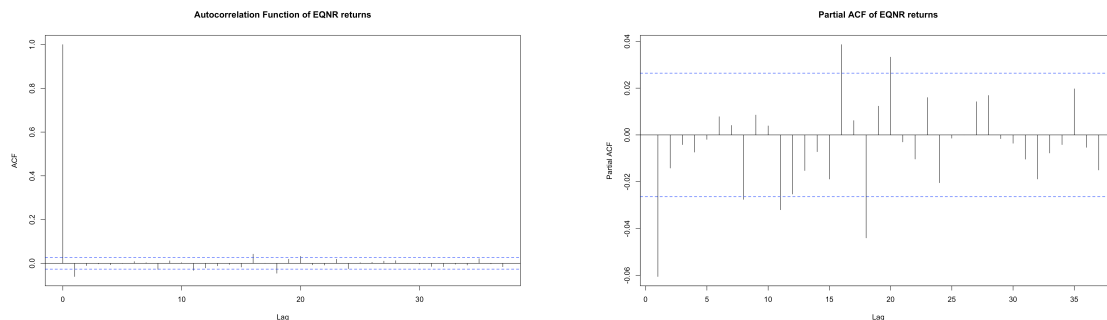 Autocorrelation Function of EQNR returns
ACF
1.0
0.8
0.6
0.4
0.2
0.0
0 10 20 30
Lag
Partial ACF of EQNR returns
Partial ACF
0.04
0.02
0.00
-0.02
-0.04
-0.06
0 5 10 15 20 25 30 35
Lag